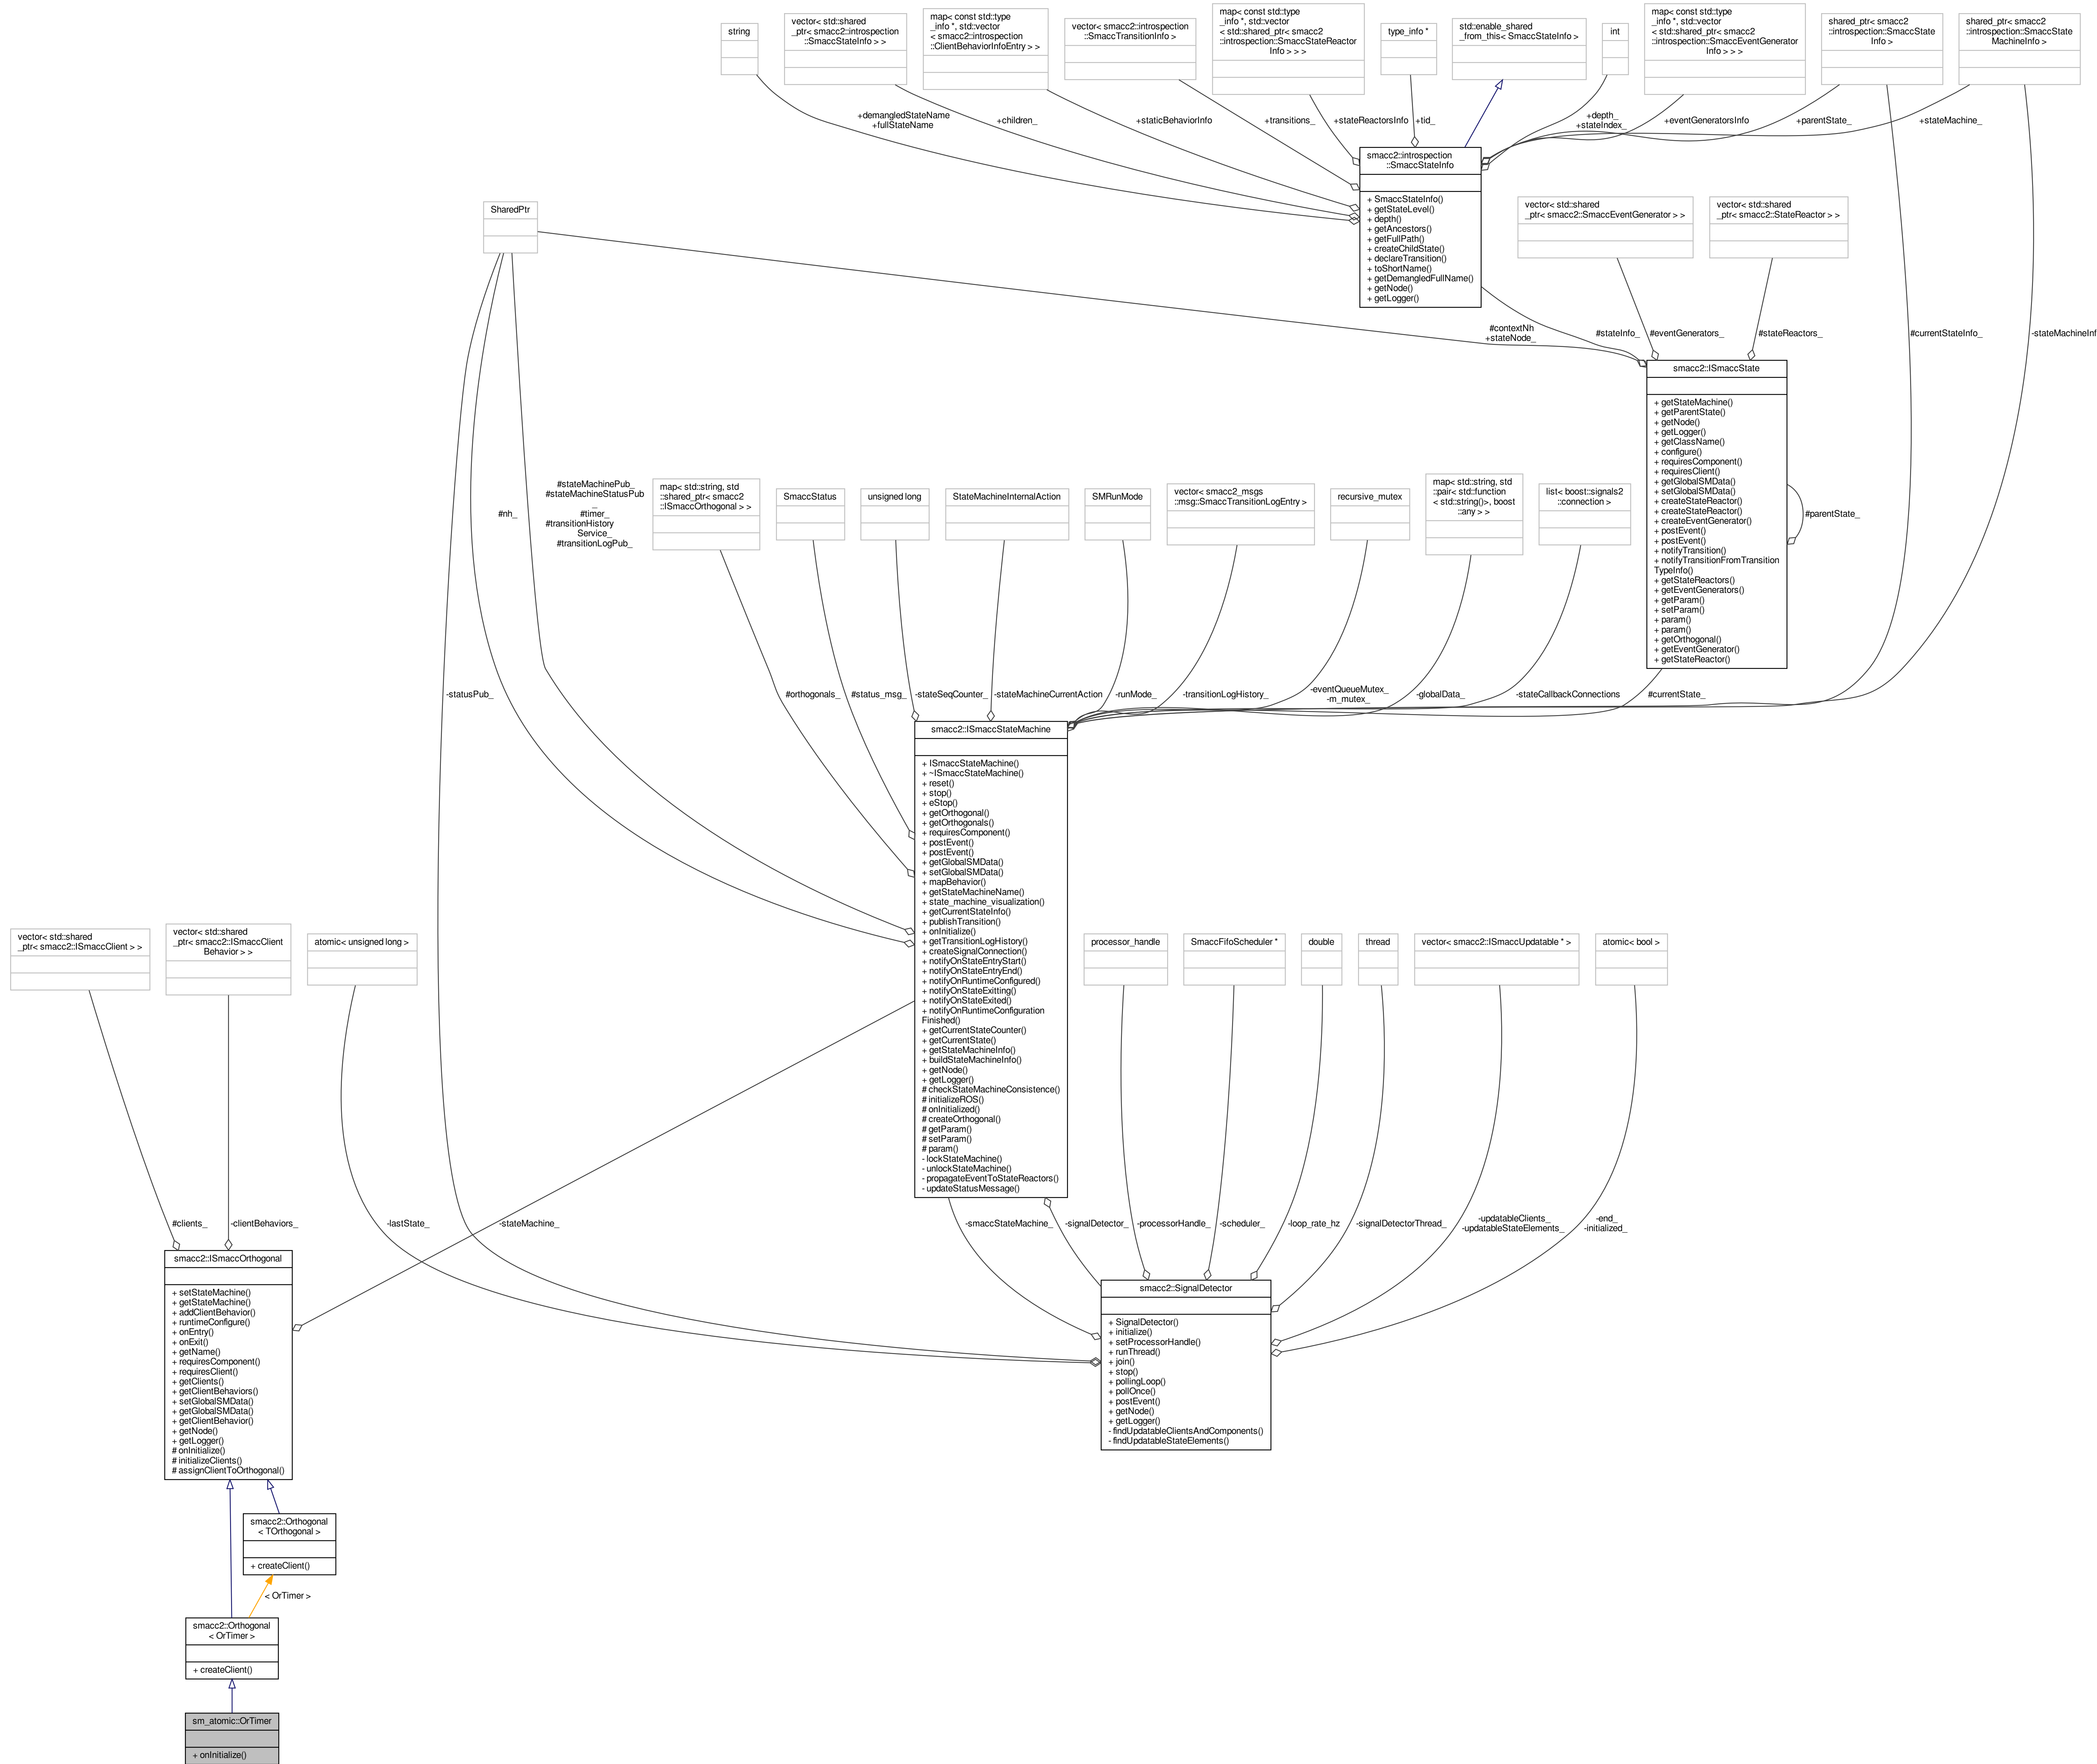 string
vector< std::shared
_ptr< smacc2::introspection
::SmaccStateInfo > >
map< const std::type
_info *, std::vector
< smacc2::introspection
::ClientBehaviorInfoEntry > >
vector< smacc2::introspection
::SmaccTransitionInfo >
map< const std::type
_info *, std::vector
< std::shared_ptr< smacc2
::introspection::SmaccStateReactor
Info > > >
type_info *
std::enable_shared
_from_this< SmaccStateInfo >
int
map< const std::type
_info *, std::vector
< std::shared_ptr< smacc2
::introspection::SmaccEventGenerator
Info > > >
shared_ptr< smacc2
::introspection::SmaccState
Info >
shared_ptr< smacc2
::introspection::SmaccState
MachineInfo >
+demangledStateName
+fullStateName
+children_
+staticBehaviorInfo
+transitions_
+stateReactorsInfo
+tid_
+depth_
+stateIndex_
+eventGeneratorsInfo
+parentState_
+stateMachine_
smacc2::introspection
::SmaccStateInfo
+ SmaccStateInfo()
+ getStateLevel()
+ depth()
+ getAncestors()
+ getFullPath()
+ createChildState()
+ declareTransition()
+ toShortName()
+ getDemangledFullName()
+ getNode()
+ getLogger()
SharedPtr
vector< std::shared
_ptr< smacc2::SmaccEventGenerator > >
vector< std::shared
_ptr< smacc2::StateReactor > >
#contextNh
+stateNode_
#stateInfo_
#eventGenerators_
#stateReactors_
#currentStateInfo_
-stateMachineInf
smacc2::ISmaccState
+ getStateMachine()
+ getParentState()
+ getNode()
+ getLogger()
+ getClassName()
+ configure()
+ requiresComponent()
+ requiresClient()
+ getGlobalSMData()
+ setGlobalSMData()
+ createStateReactor()
+ createStateReactor()
+ createEventGenerator()
+ postEvent()
+ postEvent()
+ notifyTransition()
+ notifyTransitionFromTransition
TypeInfo()
+ getStateReactors()
+ getEventGenerators()
+ getParam()
+ setParam()
+ param()
+ param()
+ getOrthogonal()
+ getEventGenerator()
+ getStateReactor()
#parentState_
#nh_
#stateMachinePub_
#stateMachineStatusPub
_
#timer_
#transitionHistory
Service_
#transitionLogPub_
map< std::string, std
::shared_ptr< smacc2
::ISmaccOrthogonal > >
SmaccStatus
unsigned long
StateMachineInternalAction
SMRunMode
vector< smacc2_msgs
::msg::SmaccTransitionLogEntry >
recursive_mutex
map< std::string, std
::pair< std::function
< std::string()>, boost
::any > >
list< boost::signals2
::connection >
-statusPub_
#orthogonals_
#status_msg_
-stateSeqCounter_
-stateMachineCurrentAction
-runMode_
-transitionLogHistory_
-eventQueueMutex_
-m_mutex_
-globalData_
-stateCallbackConnections
#currentState_
smacc2::ISmaccStateMachine
+ ISmaccStateMachine()
+ ~ISmaccStateMachine()
+ reset()
+ stop()
+ eStop()
+ getOrthogonal()
+ getOrthogonals()
+ requiresComponent()
+ postEvent()
+ postEvent()
+ getGlobalSMData()
+ setGlobalSMData()
+ mapBehavior()
+ getStateMachineName()
+ state_machine_visualization()
+ getCurrentStateInfo()
+ publishTransition()
+ onInitialize()
+ getTransitionLogHistory()
+ createSignalConnection()
+ notifyOnStateEntryStart()
+ notifyOnStateEntryEnd()
+ notifyOnRuntimeConfigured()
+ notifyOnStateExitting()
+ notifyOnStateExited()
+ notifyOnRuntimeConfiguration
Finished()
+ getCurrentStateCounter()
+ getCurrentState()
+ getStateMachineInfo()
+ buildStateMachineInfo()
+ getNode()
+ getLogger()
# checkStateMachineConsistence()
# initializeROS()
# onInitialized()
# createOrthogonal()
# getParam()
# setParam()
# param()
- lockStateMachine()
- unlockStateMachine()
- propagateEventToStateReactors()
- updateStatusMessage()
vector< std::shared
_ptr< smacc2::ISmaccClient > >
vector< std::shared
_ptr< smacc2::ISmaccClient
Behavior > >
atomic< unsigned long >
processor_handle
SmaccFifoScheduler *
double
thread
vector< smacc2::ISmaccUpdatable * >
atomic< bool >
#clients_
-clientBehaviors_
-lastState_
-stateMachine_
-smaccStateMachine_
-signalDetector_
-processorHandle_
-scheduler_
-loop_rate_hz
-signalDetectorThread_
-updatableClients_
-updatableStateElements_
-end_
-initialized_
smacc2::ISmaccOrthogonal
+ setStateMachine()
+ getStateMachine()
+ addClientBehavior()
+ runtimeConfigure()
+ onEntry()
+ onExit()
+ getName()
+ requiresComponent()
+ requiresClient()
+ getClients()
+ getClientBehaviors()
+ setGlobalSMData()
+ getGlobalSMData()
+ getClientBehavior()
+ getNode()
+ getLogger()
# onInitialize()
# initializeClients()
# assignClientToOrthogonal()
smacc2::SignalDetector
+ SignalDetector()
+ initialize()
+ setProcessorHandle()
+ runThread()
+ join()
+ stop()
+ pollingLoop()
+ pollOnce()
+ postEvent()
+ getNode()
+ getLogger()
- findUpdatableClientsAndComponents()
- findUpdatableStateElements()
smacc2::Orthogonal
< TOrthogonal >
+ createClient()
< OrTimer >
smacc2::Orthogonal
< OrTimer >
+ createClient()
sm_atomic::OrTimer
+ onInitialize()